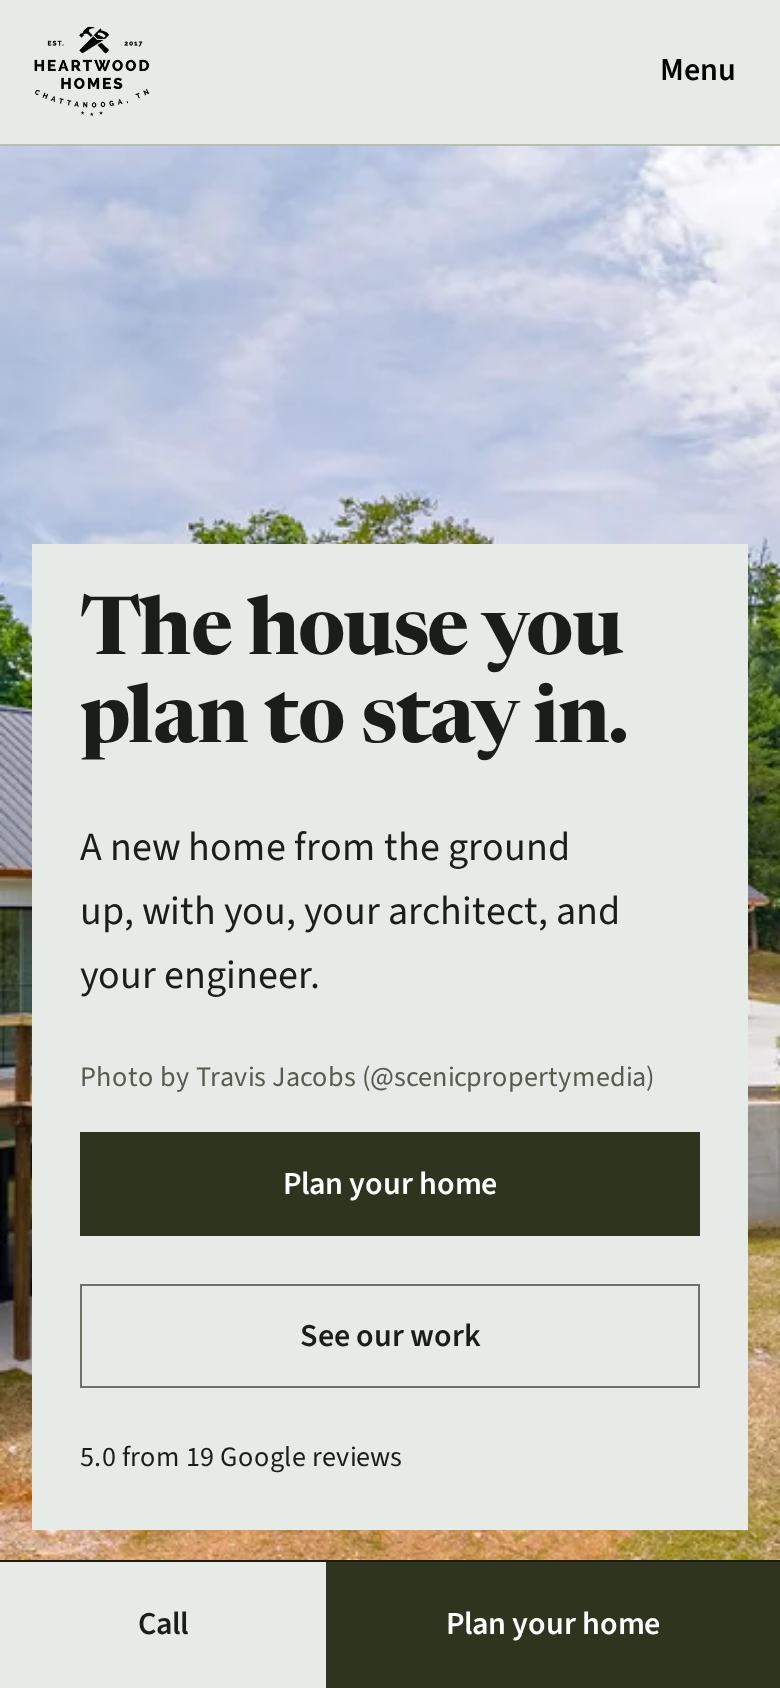 EST. 2017
HEARTWOOD
HOMES
CHATTANOOGA, TN
Menu
The house you
plan to stay in.
A new home from the ground
up, with you, your architect, and
your engineer.
Photo by Travis Jacobs (@scenicpropertymedia)
Plan your home
See our work
5.0 from 19 Google reviews
Call
Plan your home